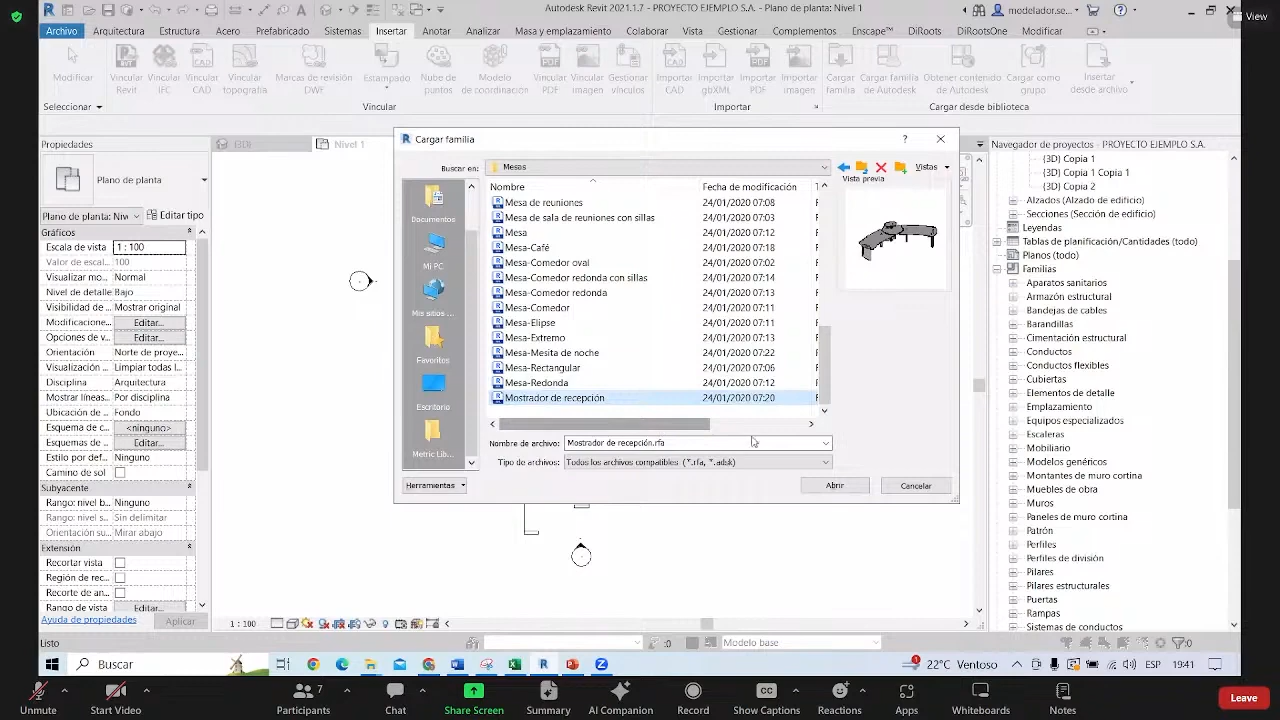 Autodesk Revit 2021.1.7 - PROYECTO EJEMPLO S.A. - Plano de planta: Nivel 1
modelador.se...
View
Archivo Arquitectura Estructura Acero Prefabricado Sistemas Insertar Anotar Analizar Masa y emplazamiento Colaborar Vista Gestionar Complementos Enscape™ DiRoots DiRootsOne Modificar
Modificar
Vincular Revit
Vincular IFC
Vincular CAD
Vincular topografía
Marcas de revisión DWF
Estampado
Nube de puntos
Modelo de coordinación
Vincular PDF
Vincular imagen
Gestionar vínculos
Importar CAD
Importar gbXML
Importar PDF
Importar imagen
Cargar familia
Cargar familia de Autodesk
Obtener contenido de Autodesk
Cargar como grupo
Insertar desde archivo
Seleccionar
Vincular
Importar
Cargar desde biblioteca
Propiedades
Plano de planta
Plano de planta: Niv
Editar tipo
Gráficos
Escala de vista 1 : 100
Valor de escal... 100
Visualizar mo... Normal
Nivel de detalle Bajo
Visibilidad de ... Mostrar original
Modificacione... Editar...
Opciones de v... Editar...
Orientación Norte de proye...
Visualización ... Limpiar todas l...
Disciplina Arquitectura
Mostrar líneas... Por disciplina
Ubicación de c... Fondo
Esquema de c... <ninguno>
Esquemas de ... Editar...
Estilo por def... Ninguno
Camino de sol
Subyacente
Rango: nivel b... Ninguno
Rango: nivel s... Sin delimitar
Orientación su... Mirar abajo
Extensión
Recortar vista
Región de rec...
Recorte de an...
Rango de vista Editar...
Ayuda de propiedades
Aplicar
{3D}
Nivel 1
Cargar familia
?
Buscar en:
Mesas
Vistas
Documentos
Mi PC
Mis sitios ...
Favoritos
Escritorio
Metric Lib...
Nombre Fecha de modificación
Mesa de reuniones 24/01/2020 07:08
Mesa de sala de reuniones con sillas 24/01/2020 07:03
Mesa 24/01/2020 07:12
Mesa-Café 24/01/2020 07:18
Mesa-Comedor oval 24/01/2020 07:02
Mesa-Comedor redonda con sillas 24/01/2020 07:13
Mesa-Comedor redonda 24/01/2020 07:13
Mesa-Comedor 24/01/2020 07:11
Mesa-Elipse 24/01/2020 07:11
Mesa-Extremo 24/01/2020 07:13
Mesa-Mesita de noche 24/01/2020 07:22
Mesa-Rectangular 24/01/2020 07:06
Mesa-Redonda 24/01/2020 07:12
Mostrador de recepción 24/01/2020 07:20
Vista previa
Nombre de archivo: Mostrador de recepción.rfa
Tipo de archivos: Todos los archivos compatibles (*.rfa, *.adsk)
Herramientas
Abrir
Cancelar
Navegador de proyectos - PROYECTO EJEMPLO S.A.
{3D} Copia 1
{3D} Copia 1 Copia 1
{3D} Copia 2
Alzados (Alzado de edificio)
Secciones (Sección de edificio)
Leyendas
Tablas de planificación/Cantidades (todo)
Planos (todo)
Familias
Aparatos sanitarios
Armazón estructural
Bandejas de cables
Barandillas
Cimentación estructural
Conductos
Conductos flexibles
Cubiertas
Elementos de detalle
Emplazamiento
Equipos especializados
Escaleras
Mobiliario
Modelos genéricos
Montantes de muro cortina
Muebles de obra
Muros
Paneles de muro cortina
Patrón
Perfiles
Perfiles de división
Pilares
Pilares estructurales
Puertas
Rampas
Sistemas de conductos
1 : 100
Listo
:0
Modelo base
:0
Buscar
1
22°C Ventoso
ESP
19:41
Unmute
Start Video
7
Participants
Chat
Share Screen
Summary
AI Companion
Record
CC
Show Captions
Reactions
Apps
Whiteboards
Notes
Leave